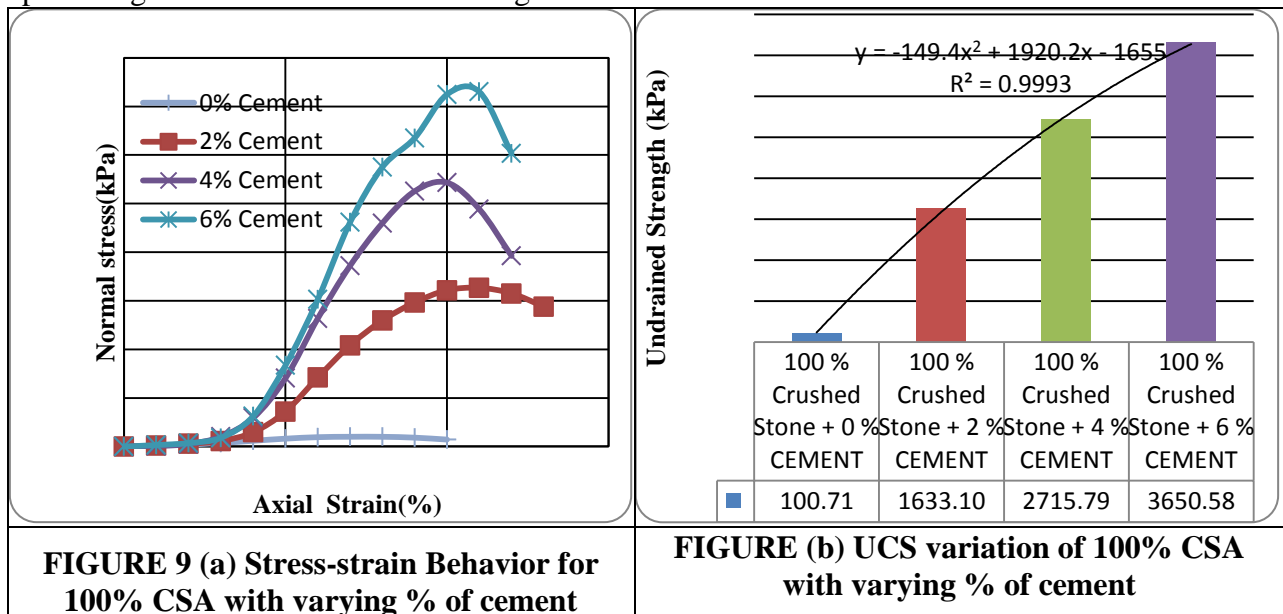 Normal stress(kPa)
0% Cement
2% Cement
4% Cement
6% Cement
Axial Strain(%)
Undrained Strength (kPa)
y = -149.4x² + 1920.2x - 1655
R² = 0.9993
100 % 100 % 100 % 100 %
Crushed Crushed Crushed Crushed
Stone + 0 % Stone + 2 % Stone + 4 % Stone + 6 %
CEMENT CEMENT CEMENT CEMENT
100.71 1633.10 2715.79 3650.58
FIGURE 9 (a) Stress-strain Behavior for
100% CSA with varying % of cement
FIGURE (b) UCS variation of 100% CSA
with varying % of cement